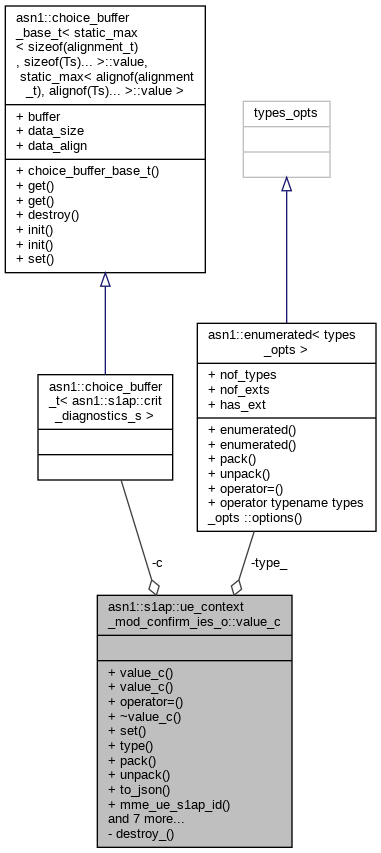 asn1::choice_buffer
_base_t< static_max
< sizeof(alignment_t)
, sizeof(Ts)... >::value,
static_max< alignof(alignment
_t), alignof(Ts)... >::value >
+ buffer
+ data_size
+ data_align
+ choice_buffer_base_t()
+ get()
+ get()
+ destroy()
+ init()
+ init()
+ set()
types_opts
asn1::enumerated< types
_opts >
+ nof_types
+ nof_exts
+ has_ext
+ enumerated()
+ enumerated()
+ pack()
+ unpack()
+ operator=()
+ operator typename types
_opts ::options()
asn1::choice_buffer
_t< asn1::s1ap::crit
_diagnostics_s >
-c
-type_
asn1::s1ap::ue_context
_mod_confirm_ies_o::value_c
+ value_c()
+ value_c()
+ operator=()
+ ~value_c()
+ set()
+ type()
+ pack()
+ unpack()
+ to_json()
+ mme_ue_s1ap_id()
and 7 more...
- destroy_()